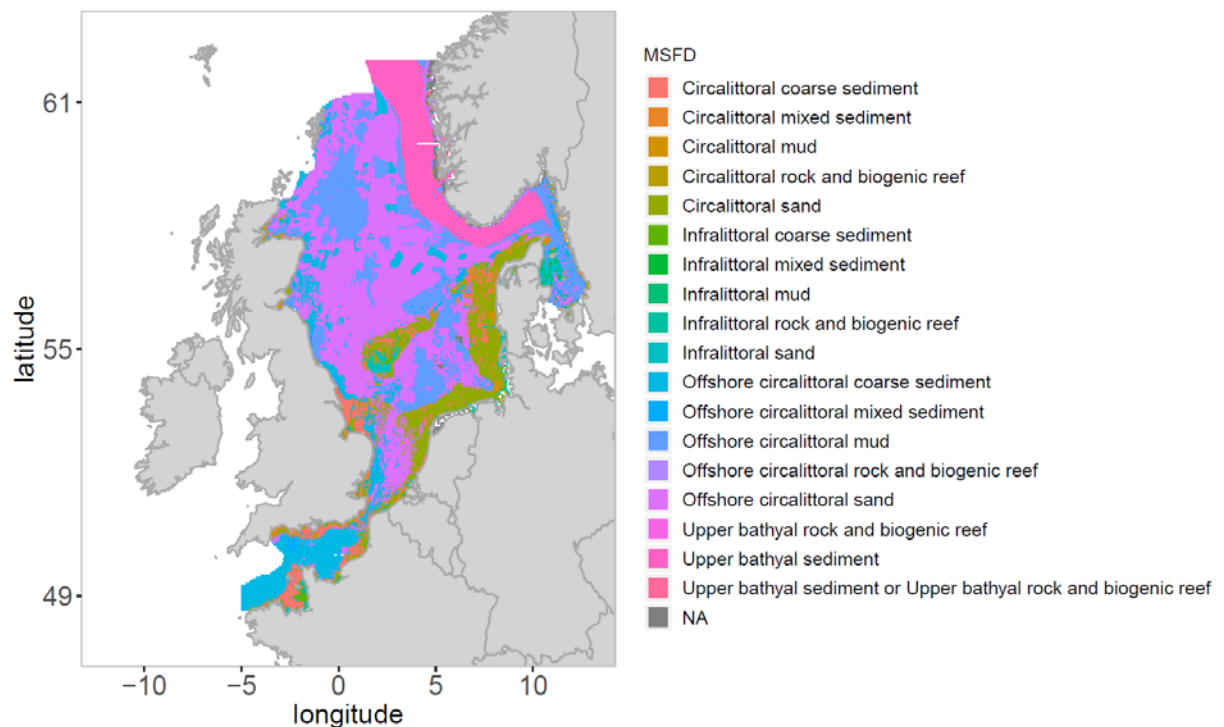 MSFD
Circalittoral coarse sediment
Circalittoral mixed sediment
Circalittoral mud
Circalittoral rock and biogenic reef
Circalittoral sand
Infralittoral coarse sediment
Infralittoral mixed sediment
Infralittoral mud
Infralittoral rock and biogenic reef
Infralittoral sand
Offshore circalittoral coarse sediment
Offshore circalittoral mixed sediment
Offshore circalittoral mud
Offshore circalittoral rock and biogenic reef
Offshore circalittoral sand
Upper bathyal rock and biogenic reef
Upper bathyal sediment
Upper bathyal sediment or Upper bathyal rock and biogenic reef
NA
latitude
61
55
49
−10 −5 0 5 10
longitude